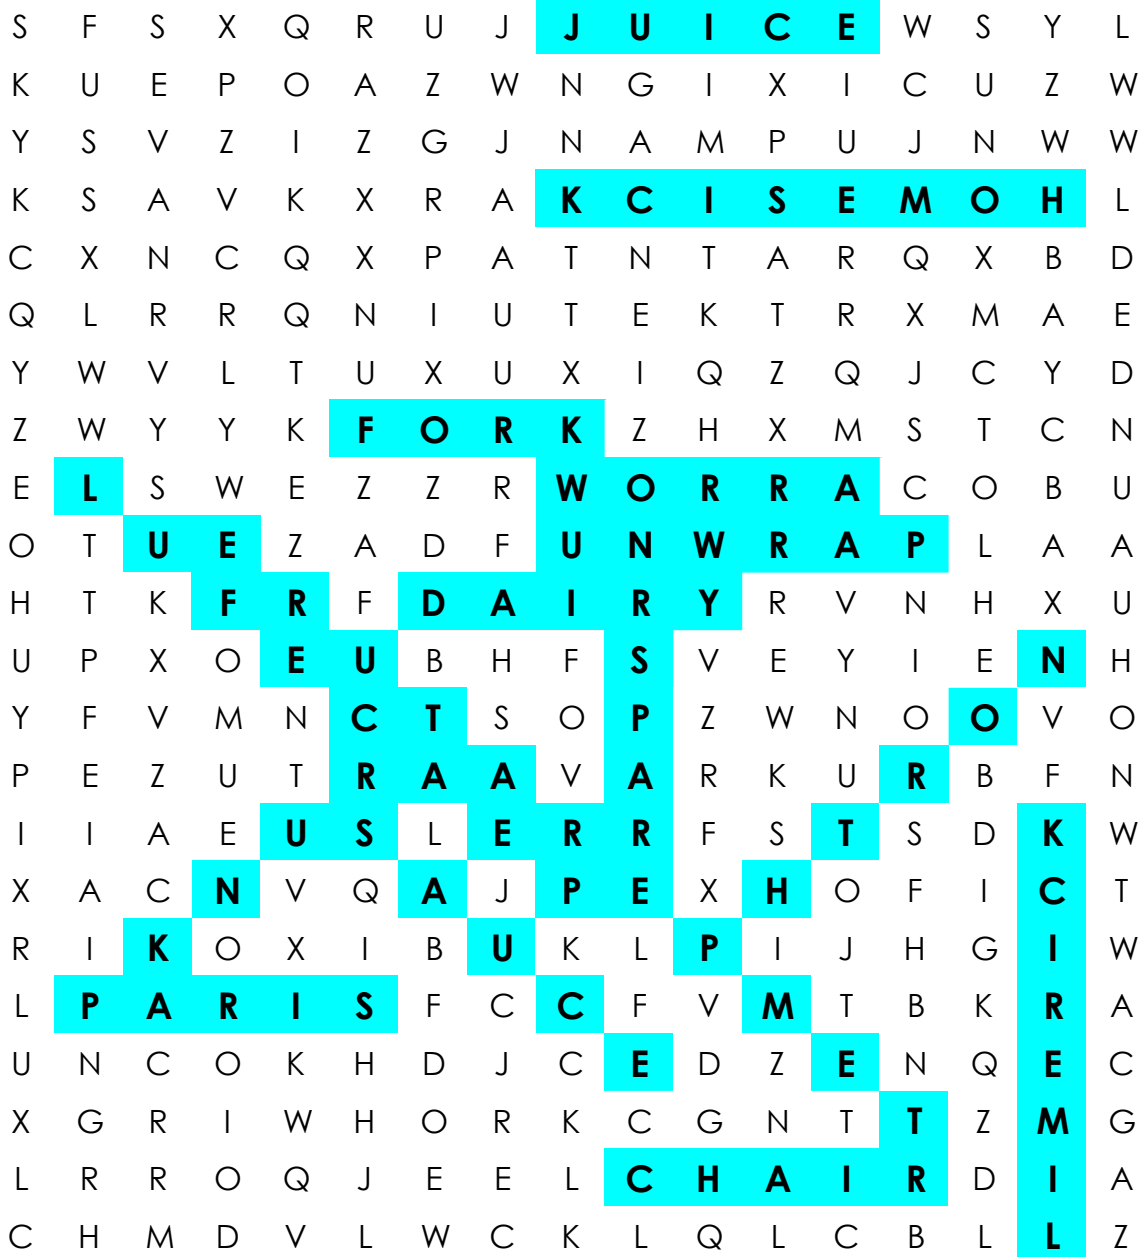 S F S X Q R U J J U I C E W S Y L
K U E P O A Z W N G I X I C U Z W
Y S V Z I Z G J N A M P U J N W W
K S A V K X R A K C I S E M O H L
C X N C Q X P A T N T A R Q X B D
Q L R R Q N I U T E K T R X M A E
Y W V L T U X U X I Q Z Q J C Y D
Z W Y Y K F O R K Z H X M S T C N
E L S W E Z Z R W O R R A C O B U
O T U E Z A D F U N W R A P L A A
H T K F R F D A I R Y R V N H X U
U P X O E U B H F S V E Y I E N H
Y F V M N C T S O P Z W N O O V O
P E Z U T R A A V A R K U R B F N
I I A E U S L E R R F S T S D K W
X A C N V Q A J P E X H O F I C T
R I K O X I B U K L P I J H G I W
L P A R I S F C C F V M T B K R A
U N C O K H D J C E D Z E N Q E C
X G R I W H O R K C G N T T Z M G
L R R O Q J E E L C H A I R D I A
C H M D V L W C K L Q L C B L L Z